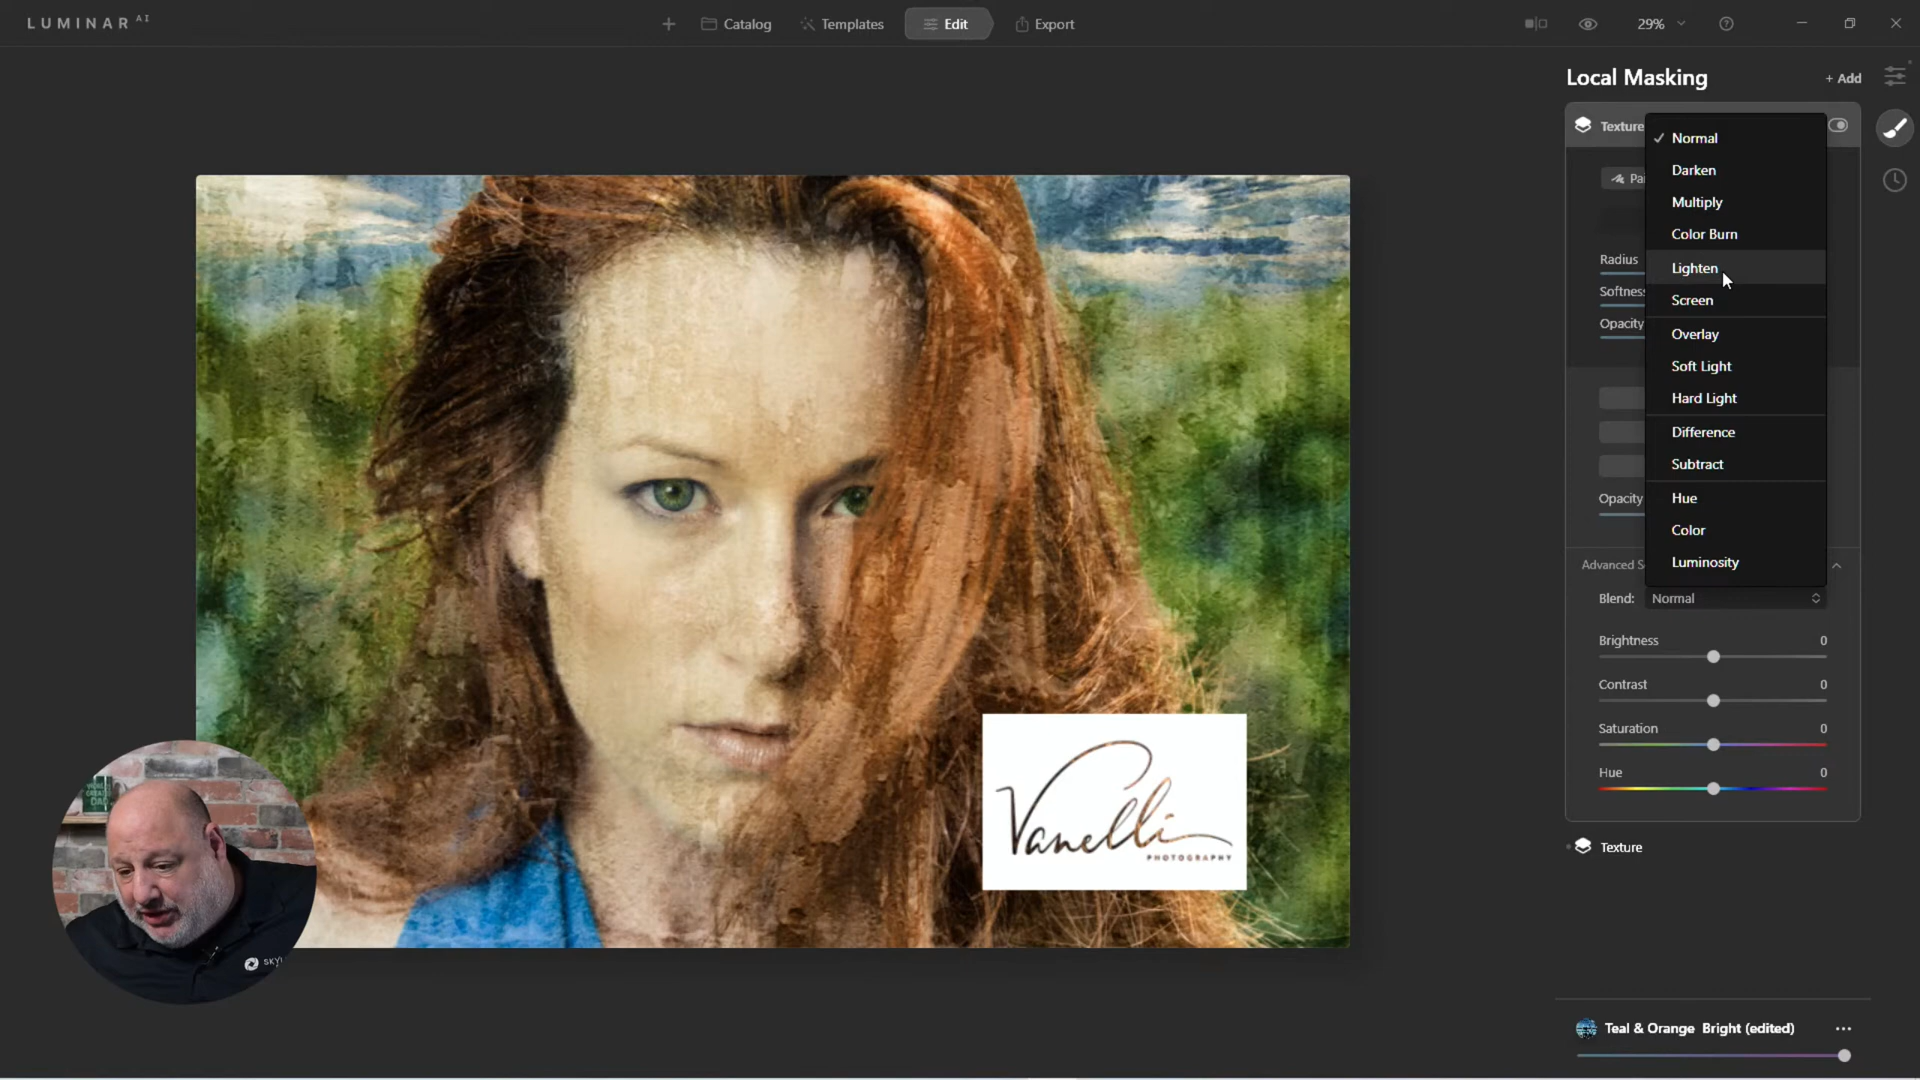 LUMINAR AI
Catalog
Templates
Edit
Export
29%
Local Masking
+ Add
Texture
Normal
Darken
Multiply
Color Burn
Lighten
Screen
Overlay
Soft Light
Hard Light
Difference
Subtract
Hue
Color
Luminosity
Radius
Opacity
Opacity
Advanced
Blend: Normal
Brightness 0
Contrast 0
Saturation 0
Hue 0
Texture
Vanelli
PHOTOGRAPHY
Teal & Orange Bright (edited)